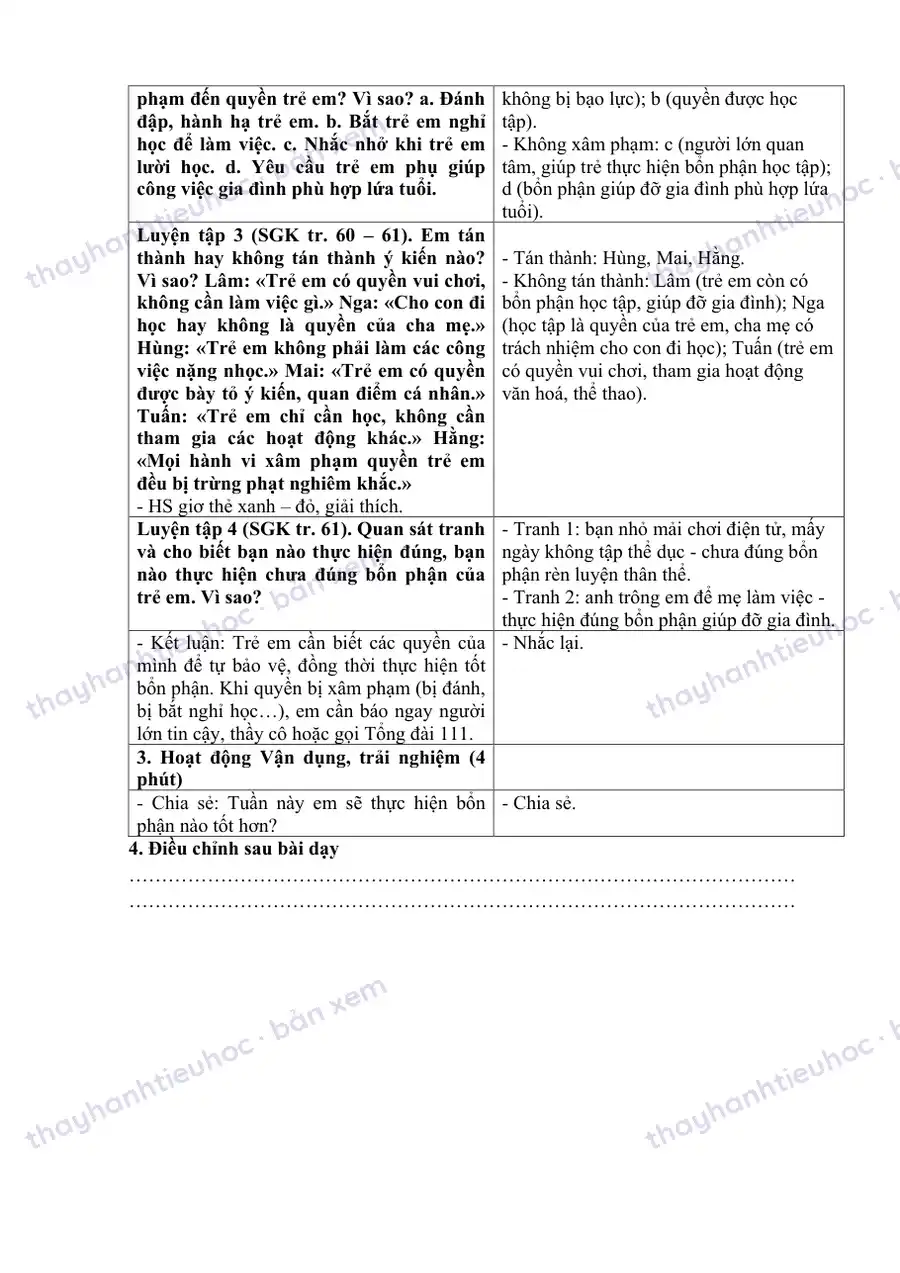 phạm đến quyền trẻ em? Vì sao? a. Đánh
đập, hành hạ trẻ em. b. Bắt trẻ em nghỉ
học để làm việc. c. Nhắc nhở khi trẻ em
lười học. d. Yêu cầu trẻ em phụ giúp
công việc gia đình phù hợp lứa tuổi.
không bị bạo lực); b (quyền được học
tập).
- Không xâm phạm: c (người lớn quan
tâm, giúp trẻ thực hiện bổn phận học tập);
d (bổn phận giúp đỡ gia đình phù hợp lứa
tuổi).
Luyện tập 3 (SGK tr. 60 – 61). Em tán
thành hay không tán thành ý kiến nào?
Vì sao? Lâm: «Trẻ em có quyền vui chơi,
không cần làm việc gì.» Nga: «Cho con đi
học hay không là quyền của cha mẹ.»
Hùng: «Trẻ em không phải làm các công
việc nặng nhọc.» Mai: «Trẻ em có quyền
được bày tỏ ý kiến, quan điểm cá nhân.»
Tuấn: «Trẻ em chỉ cần học, không cần
tham gia các hoạt động khác.» Hằng:
«Mọi hành vi xâm phạm quyền trẻ em
đều bị trừng phạt nghiêm khắc.»
- HS giơ thẻ xanh – đỏ, giải thích.
- Tán thành: Hùng, Mai, Hằng.
- Không tán thành: Lâm (trẻ em còn có
bổn phận học tập, giúp đỡ gia đình); Nga
(học tập là quyền của trẻ em, cha mẹ có
trách nhiệm cho con đi học); Tuấn (trẻ em
có quyền vui chơi, tham gia hoạt động
văn hoá, thể thao).
Luyện tập 4 (SGK tr. 61). Quan sát tranh
và cho biết bạn nào thực hiện đúng, bạn
nào thực hiện chưa đúng bổn phận của
trẻ em. Vì sao?
- Tranh 1: bạn nhỏ mải chơi điện tử, mấy
ngày không tập thể dục - chưa đúng bổn
phận rèn luyện thân thể.
- Tranh 2: anh trông em để mẹ làm việc -
thực hiện đúng bổn phận giúp đỡ gia đình.
- Kết luận: Trẻ em cần biết các quyền của
mình để tự bảo vệ, đồng thời thực hiện tốt
bổn phận. Khi quyền bị xâm phạm (bị đánh,
bị bắt nghỉ học…), em cần báo ngay người
lớn tin cậy, thầy cô hoặc gọi Tổng đài 111.
- Nhắc lại.
3. Hoạt động Vận dụng, trải nghiệm (4
phút)
- Chia sẻ: Tuần này em sẽ thực hiện bổn
phận nào tốt hơn?
- Chia sẻ.
4. Điều chỉnh sau bài dạy
…………………………………………………………………………………………
…………………………………………………………………………………………
thayhanhtieuhoc · bản xem
thayhanhtieuhoc · b
thayhanhtieuhoc · bản xem
thayhanhtieuhoc · b
thayhanhtieuhoc · bản xem
thayhanhtieuhoc · b